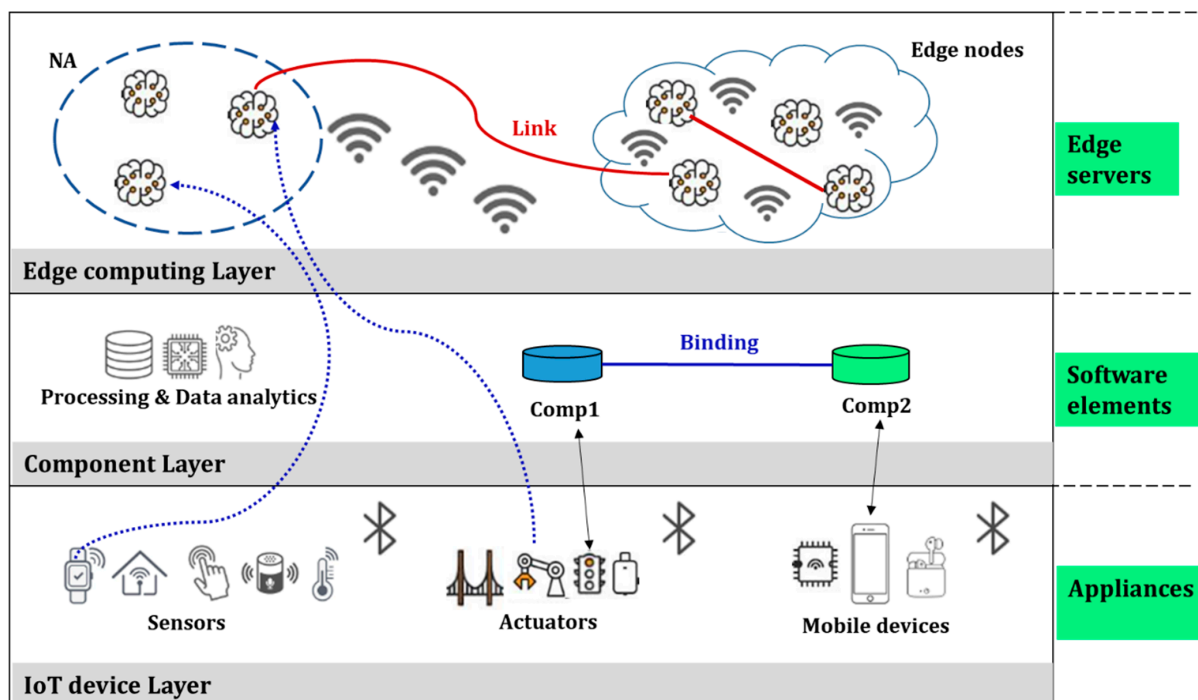 NA
Edge nodes
Link
Edge
servers
Edge computing Layer
Binding
Processing & Data analytics
Comp1
Comp2
Software
elements
Component Layer
Sensors
Actuators
Mobile devices
Appliances
IoT device Layer